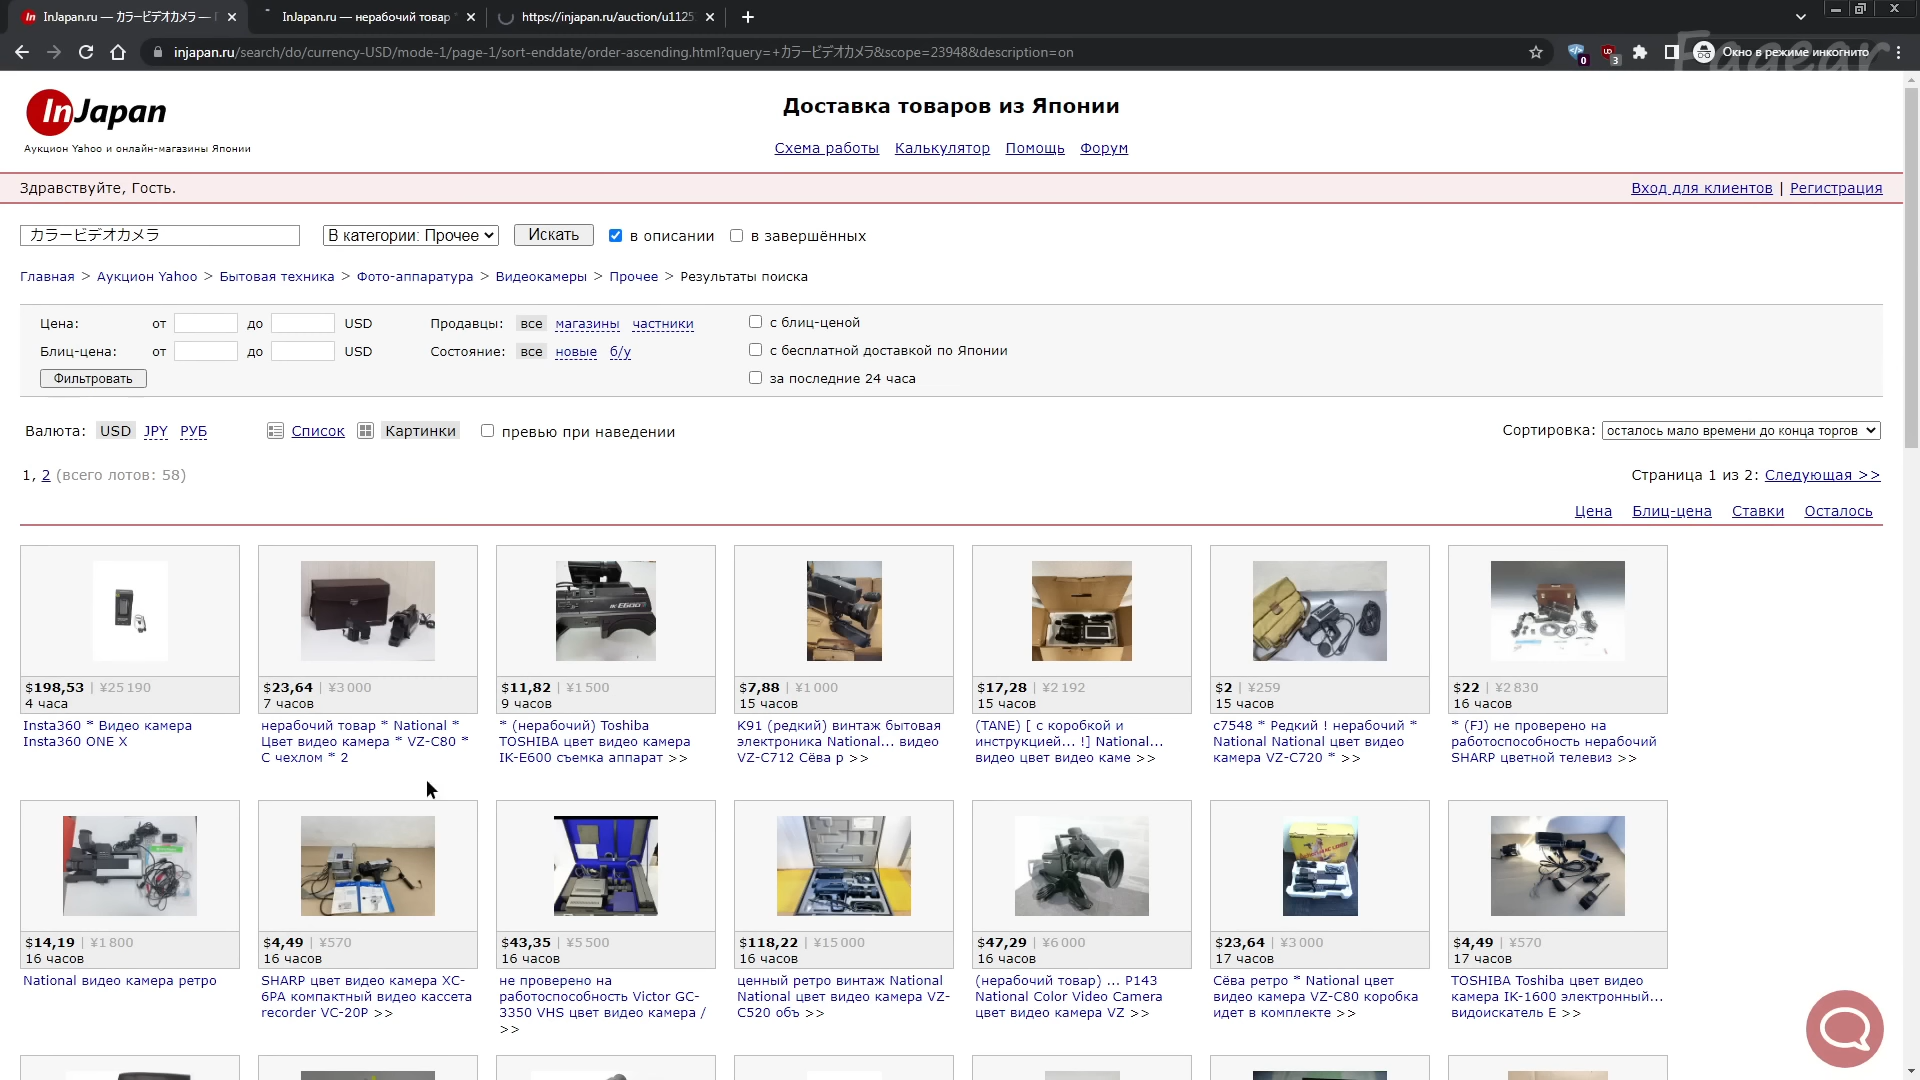 InJapan.ru — カラービデオカメラ —
InJapan.ru — нерабочий товар
https://injapan.ru/auction/u1125
injapan.ru/search/do/currency-USD/mode-1/page-1/sort-enddate/order-ascending.html?query=+カラービデオカメラ&scope=23948&description=on
0
3
Окно в режиме инкогнито
InJapan
Аукцион Yahoo и онлайн-магазины Японии
Доставка товаров из Японии
Схема работы Калькулятор Помощь Форум
Здравствуйте, Гость.
Вход для клиентов | Регистрация
カラービデオカメラ В категории: Прочее Искать в описании в завершённых
Главная > Аукцион Yahoo > Бытовая техника > Фото-аппаратура > Видеокамеры > Прочее > Результаты поиска
Цена: от до USD Продавцы: все магазины частники с блиц-ценой
Блиц-цена: от до USD Состояние: все новые б/у с бесплатной доставкой по Японии
Фильтровать за последние 24 часа
Валюта: USD JPY РУБ Список Картинки превью при наведении Сортировка: осталось мало времени до конца торгов
1, 2 (всего лотов: 58) Страница 1 из 2: Следующая >>
Цена Блиц-цена Ставки Осталось
$198,53 | ¥25 190
4 часа
Insta360 * Видео камера
Insta360 ONE X
$23,64 | ¥3 000
7 часов
нерабочий товар * National *
Цвет видео камера * VZ-C80 *
С чехлом * 2
IK-E600
$11,82 | ¥1 500
9 часов
* (нерабочий) Toshiba
TOSHIBA цвет видео камера
IK-E600 съемка аппарат >>
$7,88 | ¥1 000
15 часов
K91 (редкий) винтаж бытовая
электроника National... видео
VZ-C712 Сёва р >>
$17,28 | ¥2 192
15 часов
(TANE) [ с коробкой и
инструкцией... !] National...
видео цвет видео каме >>
$2 | ¥259
15 часов
c7548 * Редкий ! нерабочий *
National National цвет видео
камера VZ-C720 * >>
$22 | ¥2 830
16 часов
* (FJ) не проверено на
работоспособность нерабочий
SHARP цветной телевиз >>
$14,19 | ¥1 800
16 часов
National видео камера ретро
$4,49 | ¥570
16 часов
SHARP цвет видео камера XC-
6PA компактный видео кассета
recorder VC-20P >>
$43,35 | ¥5 500
16 часов
не проверено на
работоспособность Victor GC-
3350 VHS цвет видео камера /
>>
$118,22 | ¥15 000
16 часов
ценный ретро винтаж National
National цвет видео камера VZ-
C520 объ >>
$47,29 | ¥6 000
16 часов
(нерабочий товар) ... P143
National Color Video Camera
цвет видео камера VZ >>
$23,64 | ¥3 000
17 часов
Сёва ретро * National цвет
видео камера VZ-C80 коробка
идет в комплекте >>
$4,49 | ¥570
17 часов
TOSHIBA Toshiba цвет видео
камера IK-1600 электронный...
видоискатель E >>